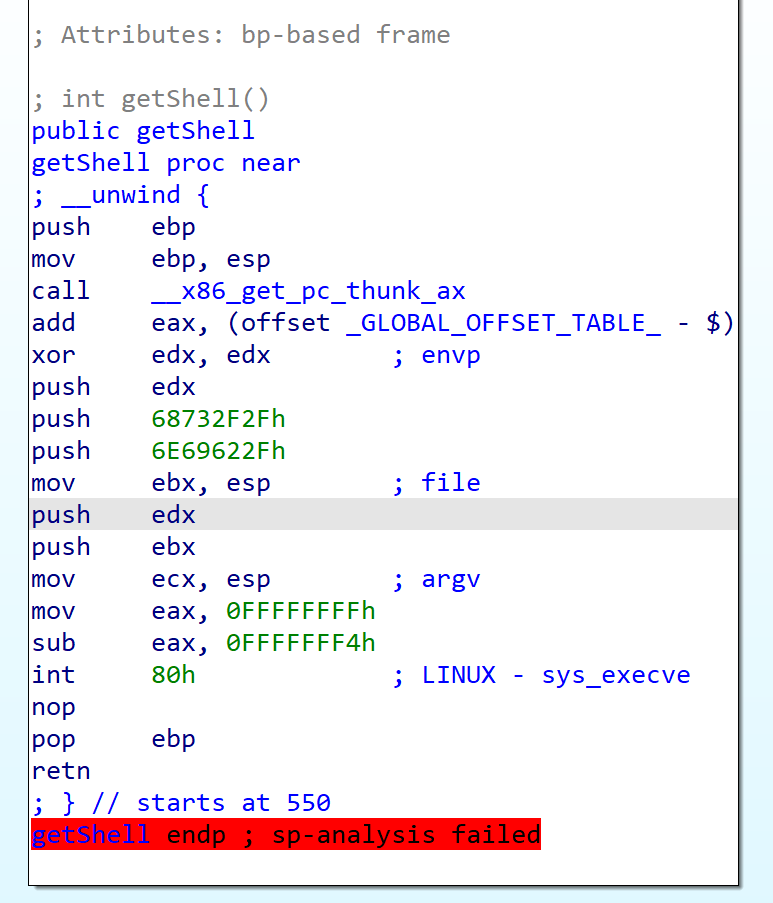 ; Attributes: bp-based frame
; int getShell()
public getShell
getShell proc near
; __unwind {
push    ebp
mov     ebp, esp
call    __x86_get_pc_thunk_ax
add     eax, (offset _GLOBAL_OFFSET_TABLE_ - $)
xor     edx, edx        ; envp
push    edx
push    68732F2Fh
push    6E69622Fh
mov     ebx, esp        ; file
push    edx
push    ebx
mov     ecx, esp        ; argv
mov     eax, 0FFFFFFFFh
sub     eax, 0FFFFFFF4h
int     80h             ; LINUX - sys_execve
nop
pop     ebp
retn
; } // starts at 550
getShell endp ; sp-analysis failed